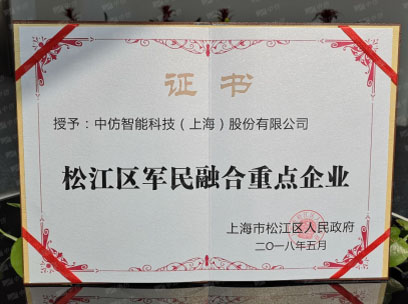 证书
授予：中仿智能科技（上海）股份有限公司
松江区军民融合重点企业
上海市松江区人民政府
二〇一八年五月